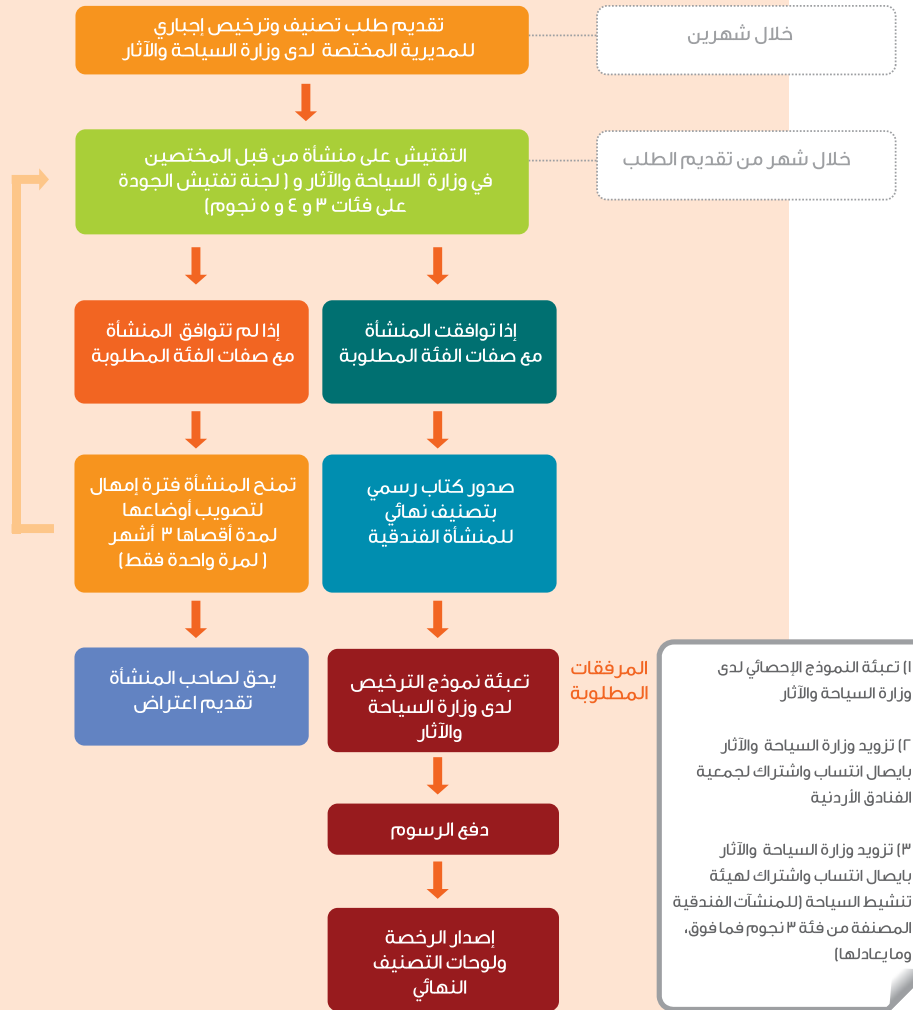 تقديم طلب تصنيف وترخيص إجباري
للمديرية المختصة لدى وزارة السياحة والآثار
خلال شهرين
التفتيش على منشأة من قبل المختصين
في وزارة السياحة والآثار و ( لجنة تفتيش الجودة
على فئات ٣ و ٤ و ٥ نجوم)
خلال شهر من تقديم الطلب
إذا توافقت المنشأة
مع صفات الفئة المطلوبة
إذا لم تتوافق المنشأة
مع صفات الفئة المطلوبة
صدور كتاب رسمي
بتصنيف نهائي
للمنشأة الفندقية
تمنح المنشأة فترة إمهال
لتصويب أوضاعها
لمدة أقصاها ٣ أشهر
( لمرة واحدة فقط)
تعبئة نموذج الترخيص
لدى وزارة السياحة
والآثار
يحق لصاحب المنشأة
تقديم اعتراض
المرفقات
المطلوبة
١) تعبئة النموذج الإحصائي لدى
وزارة السياحة والآثار
٢) تزويد وزارة السياحة والآثار
بايصال انتساب واشتراك لجمعية
الفنادق الأردنية
٣) تزويد وزارة السياحة والآثار
بايصال انتساب واشتراك لهيئة
تنشيط السياحة (للمنشآت الفندقية
المصنفة من فئة ٣ نجوم فما فوق،
وما يعادلها)
دفع الرسوم
إصدار الرخصة
ولوحات التصنيف
النهائي